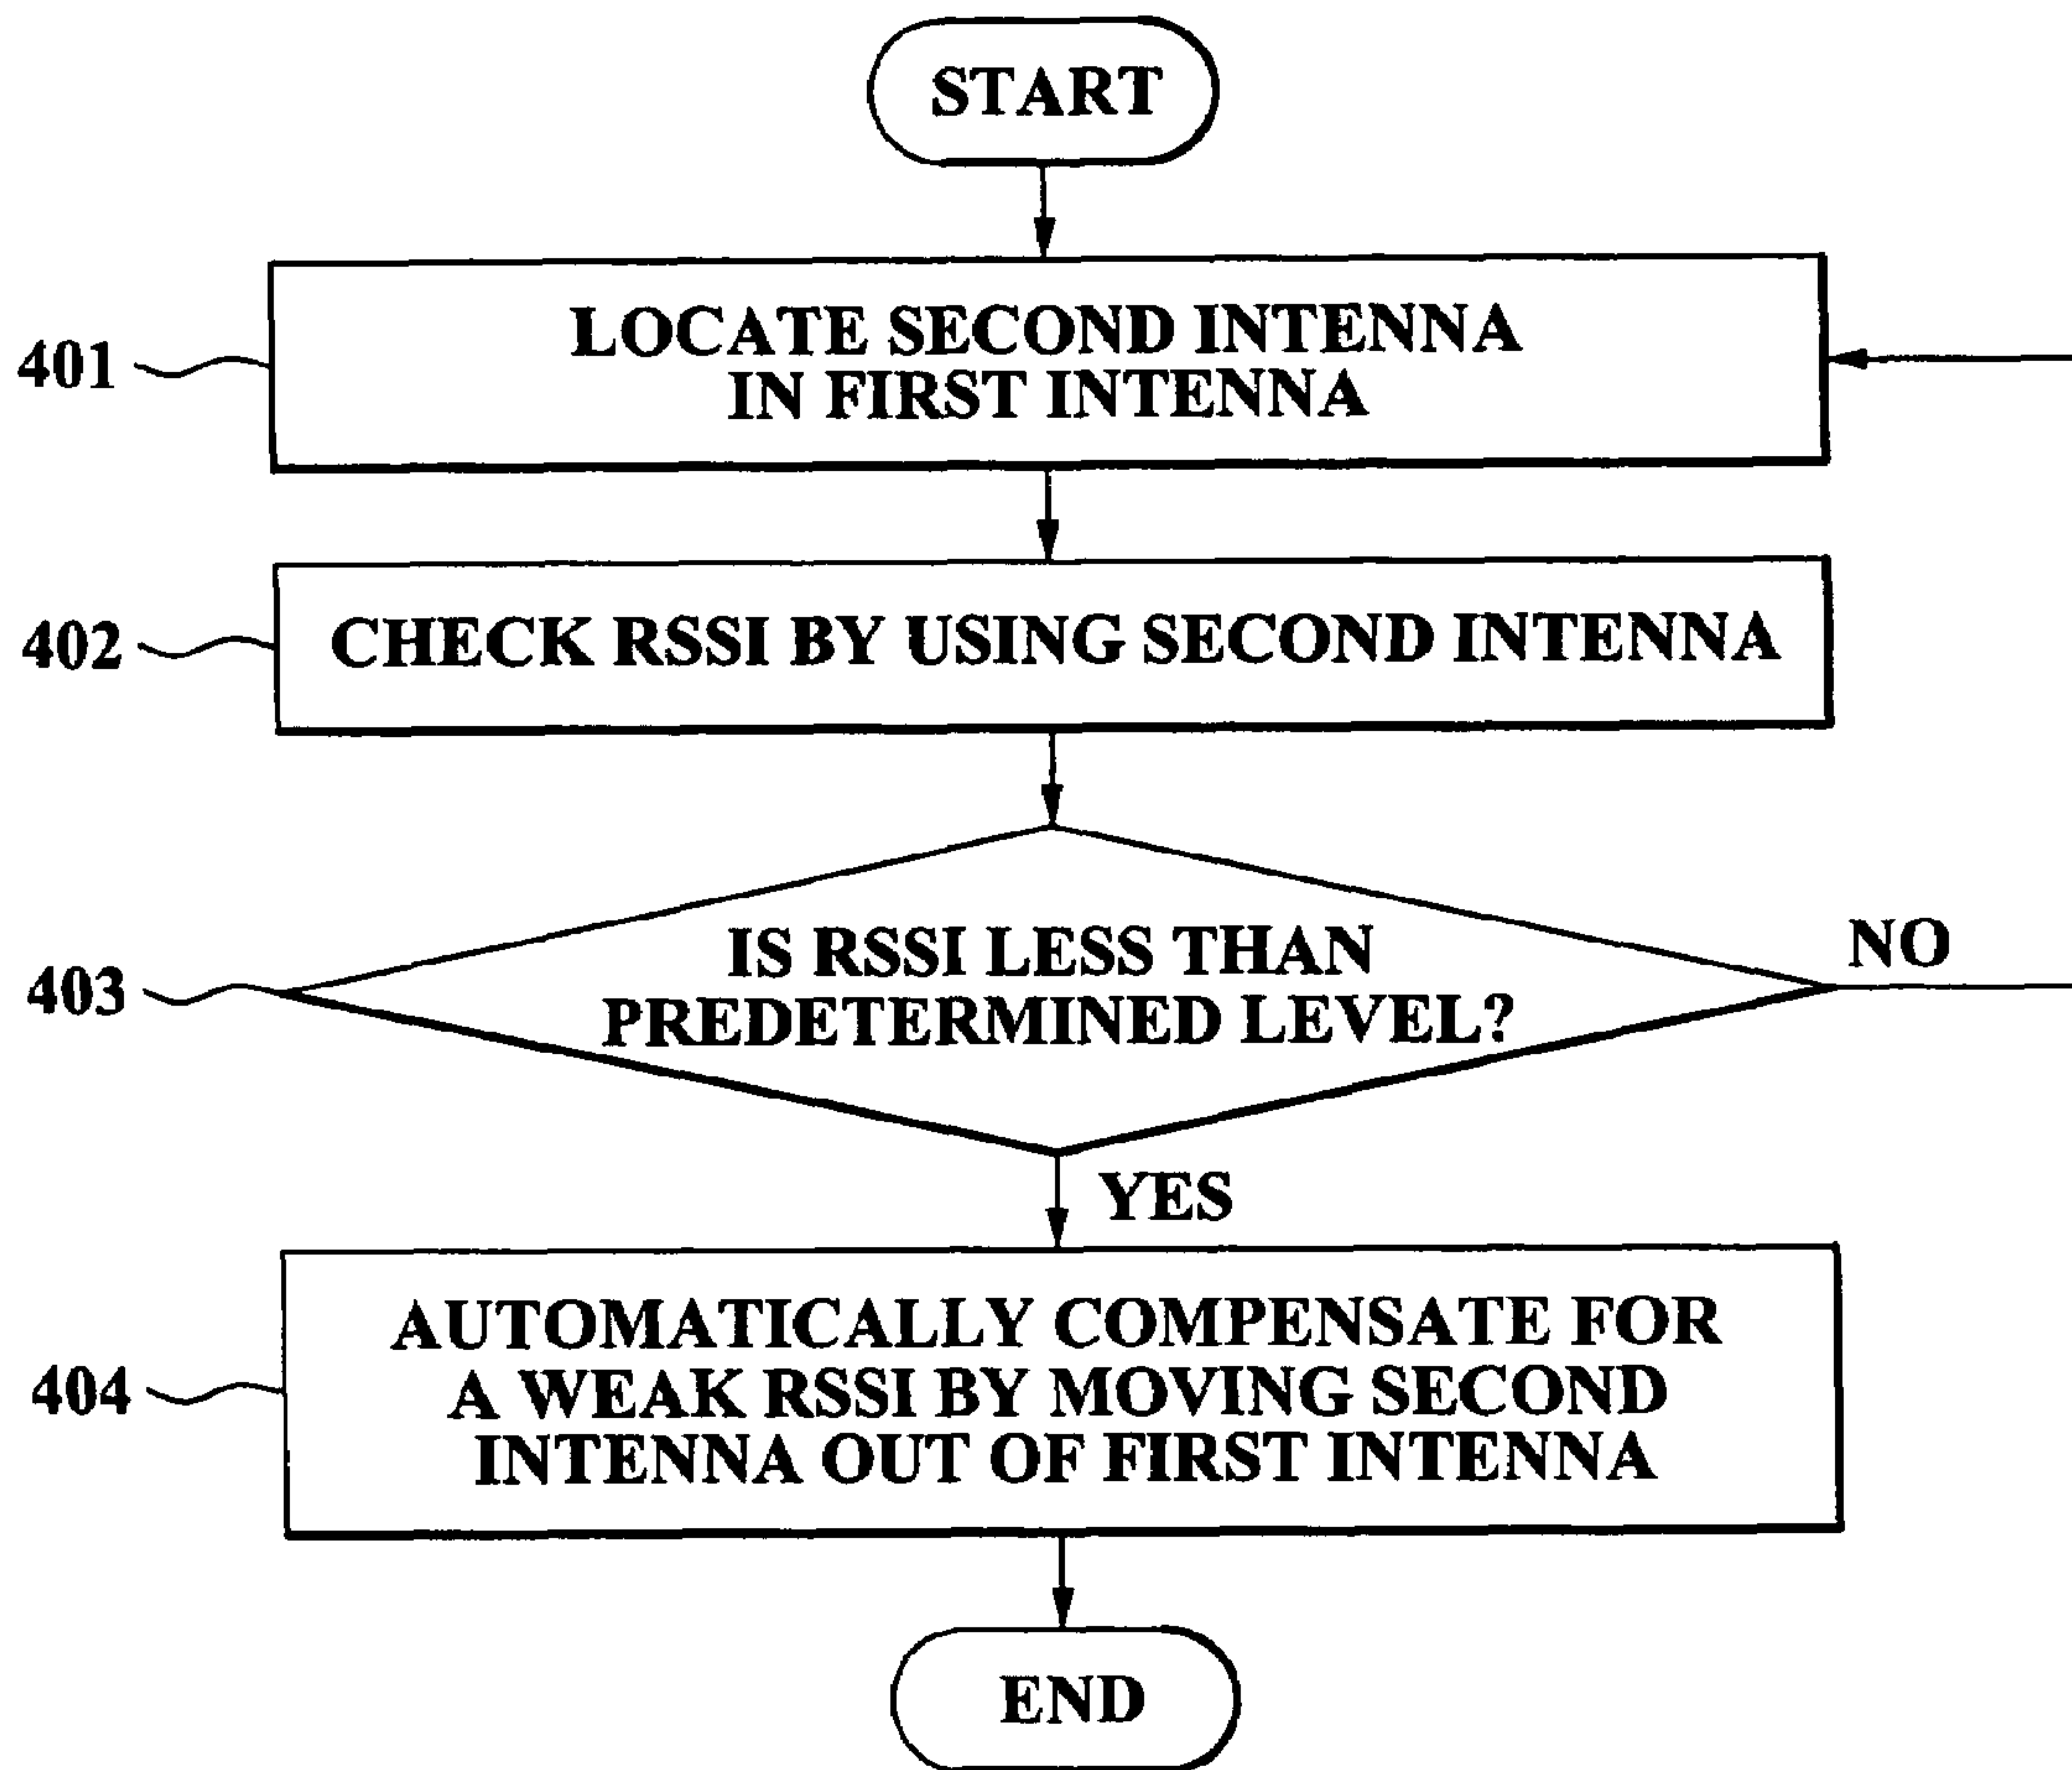 START
401
LOCATE SECOND INTENNA
IN FIRST INTENNA
402
CHECK RSSI BY USING SECOND INTENNA
403
IS RSSI LESS THAN
PREDETERMINED LEVEL?
NO
YES
404
AUTOMATICALLY COMPENSATE FOR
A WEAK RSSI BY MOVING SECOND
INTENNA OUT OF FIRST INTENNA
END